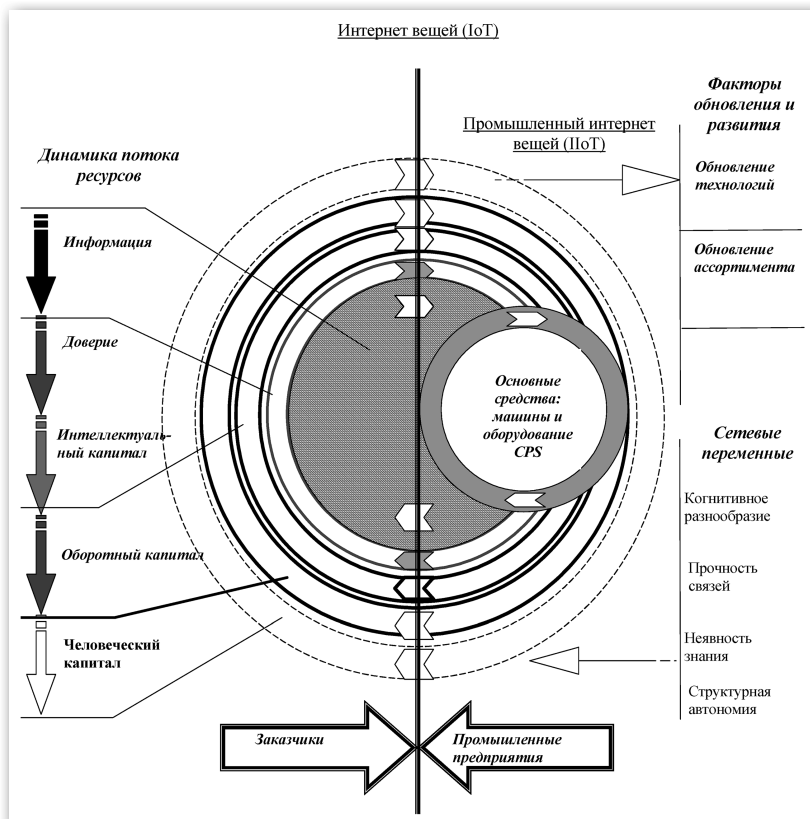 Интернет вещей (IoT)
Факторы
обновления и
развития
Промышленный интернет
вещей (IIoT)
Динамика потока
ресурсов
Обновление
технологий
Информация
Обновление
ассортимента
Доверие
Основные
средства:
машины и
оборудование
CPS
Интеллектуаль-
ный капитал
Сетевые
переменные
Когнитивное
разнообразие
Оборотный капитал
Прочность
связей
Человеческий
капитал
Неявность
знания
Структурная
автономия
Заказчики
Промышленные
предприятия